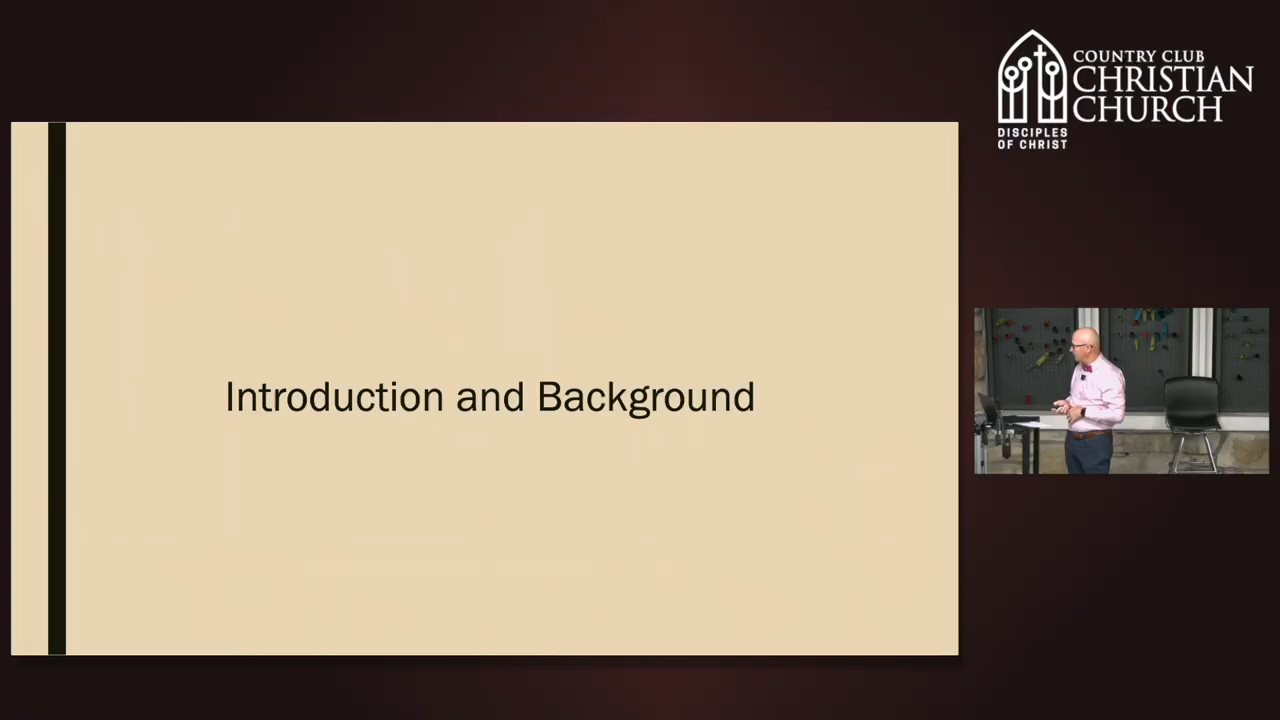 COUNTRY CLUB
CHRISTIAN
CHURCH
DISCIPLES
OF CHRIST
Introduction and Background